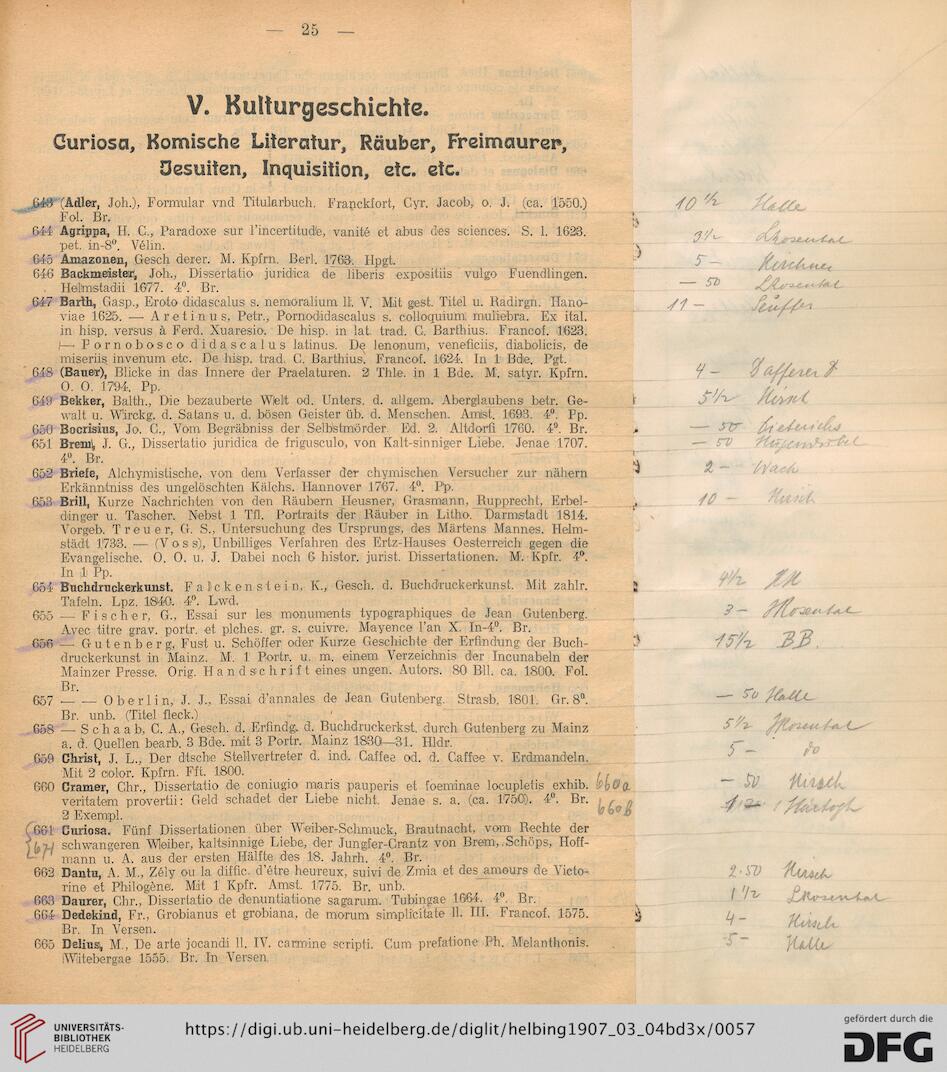 — 25 —
V. Kulturgeschichte.
Curiosa, Komische Literatur, Räuber, Freimaurer,
Jesuiten, Inquisition, etc. etc.
643 (Adler, Joh.), Formular vnd Titularbuch. Franckfort, Cyr. Jacob, o. J. (ca. 1550.)
Fol. Br.
644 Agrippa, H. C., Paradoxe sur l'incertitude, vanité et abus des sciences. S. l. 1623.
pet. in-8⁰. Vélin.
645 Amazonen, Gesch derer. M. Kpfrn. Berl. 1763. Hpgt.
646 Backmeister, Joh., Dissertatio juridica de liberis expositiis vulgo Fuendlingen.
Helmstadii 1677. 4⁰. Br.
647 Barth, Gasp., Eroto didascalus s. nemoralium ll. V. Mit gest. Titel u. Radirgn. Hano-
viae 1625. — Aretinus, Petr., Pornodidascalus s. colloquium muliebra. Ex ital.
in hisp. versus à Ferd. Xuaresio. De hisp. in lat. trad. C. Barthius. Francof. 1623.
— Pornobosco didascalus latinus. De lenonum, veneficiis, diabolicis, de
miseriis invenum etc. De hisp. trad. C. Barthius. Francof. 1624. In 1 Bde. Pgt.
648 (Bauer), Blicke in das Innere der Praelaturen. 2 Thle. in 1 Bde. M. satyr. Kpfrn.
O. O. 1794. Pp.
649 Bekker, Balth., Die bezauberte Welt od. Unters. d. allgem. Aberglaubens betr. Ge-
walt u. Wirckg. d. Satans u. d. bösen Geister üb. d. Menschen. Amst. 1693. 4⁰. Pp.
650 Bocrisius, Jo. C., Vom Begräbniss der Selbstmörder. Ed. 2. Altdorfi 1760. 4⁰. Br.
651 Brem, J. G., Dissertatio juridica de frigusculo, von Kalt-sinniger Liebe. Jenae 1707.
4⁰. Br.
652 Briefe, Alchymistische, von dem Verfasser der chymischen Versucher zur nähern
Erkänntniss des ungelöschten Kälchs. Hannover 1767. 4⁰. Pp.
653 Brill, Kurze Nachrichten von den Räubern Heusner, Grasmann, Rupprecht, Erbel-
dinger u. Tascher. Nebst 1 Tfl. Portraits der Räuber in Litho. Darmstadt 1814.
Vorgeb. Treuer, G. S., Untersuchung des Ursprungs, des Märtens Mannes. Helm-
städt 1733. — (Voss), Unbilliges Verfahren des Ertz-Hauses Oesterreich gegen die
Evangelische. O. O. u. J. Dabei noch 6 histor. jurist. Dissertationen. M. Kpfr. 4⁰.
In 1 Pp.
654 Buchdruckerkunst. Falckenstein, K., Gesch. d. Buchdruckerkunst. Mit zahlr.
Tafeln. Lpz. 1840. 4⁰. Lwd.
655 — Fischer, G., Essai sur les monuments typographiques de Jean Gutenberg.
Avec titre grav. portr. et plches. gr. s. cuivre. Mayence l'an X. In-4⁰. Br.
656 — Gutenberg, Fust u. Schöffer oder Kurze Geschichte der Erfindung der Buch-
druckerkunst in Mainz. M. 1 Portr. u. m. einem Verzeichnis der Incunabeln der
Mainzer Presse. Orig. Handschrift eines ungen. Autors. 80 Bll. ca. 1800. Fol.
Br.
657 — — Oberlin, J. J., Essai d'annales de Jean Gutenberg. Strasb. 1801. Gr. 8⁰.
Br. unb. (Titel fleck.)
658 — Schaab, C. A., Gesch. d. Erfindg. d. Buchdruckerkst. durch Gutenberg zu Mainz
a. d. Quellen bearb. 3 Bde. mit 3 Portr. Mainz 1830—31. Hldr.
659 Christ, J. L., Der dtsche Stellvertreter d. ind. Caffee od. d. Caffee v. Erdmandeln.
Mit 2 color. Kpfrn. Fft. 1800.
660 Cramer, Chr., Dissertatio de coniugio maris pauperis et foeminae locupletis exhib.
veritatem provertii: Geld schadet der Liebe nicht. Jenae s. a. (ca. 1750). 4⁰. Br.
2 Exempl.
660a
660b
661 Curiosa. Fünf Dissertationen über Weiber-Schmuck, Brautnacht, vom Rechte der
schwangeren Weiber, kaltsinnige Liebe, der Jungfer-Crantz von Brem, Schöps, Hoff-
mann u. A. aus der ersten Hälfte des 18. Jahrh. 4⁰. Br.
662 Dantu, A. M., Zély ou la diffic. d'être heureux, suivi de Zmia et des amours de Victo-
rine et Philogène. Mit 1 Kpfr. Amst. 1775. Br. unb.
663 Daurer, Chr., Dissertatio de denuntiatione sagarum. Tubingae 1664. 4⁰. Br.
664 Dedekind, Fr., Grobianus et grobiana, de morum simplicitate ll. III. Francof. 1575.
Br. In Versen.
665 Delius, M., De arte jocandi ll. IV. carmine scripti. Cum prefatione Ph. Melanthonis.
Witebergae 1555. Br. In Versen.
10 1/2 Halle
3 1/2 LRosenthal
5 - Kirchner
- 50 LRosenthal
11 - Seuffer
4 -
5 1/2 Hirsch
- 50
- 50
2 - Wach
10 - Hirsch
4 1/2
3 - JRosenthal
15 1/2 BB.
- 50 Halle
5 1/2 JRosenthal
5 - do
- 50 Hirsch
Hartogh
2.50 Hirsch
1 1/2 LRosenthal
4 - Hirsch
5 - Halle
UNIVERSITÄTS-
BIBLIOTHEK
HEIDELBERG
https://digi.ub.uni-heidelberg.de/diglit/helbing1907_03_04bd3x/0057
gefördert durch die
DFG